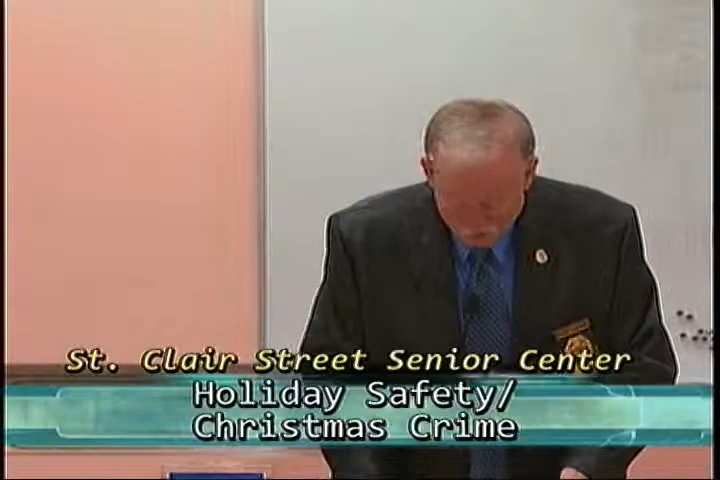 St. Clair Street Senior Center
Holiday Safety/
Christmas Crime